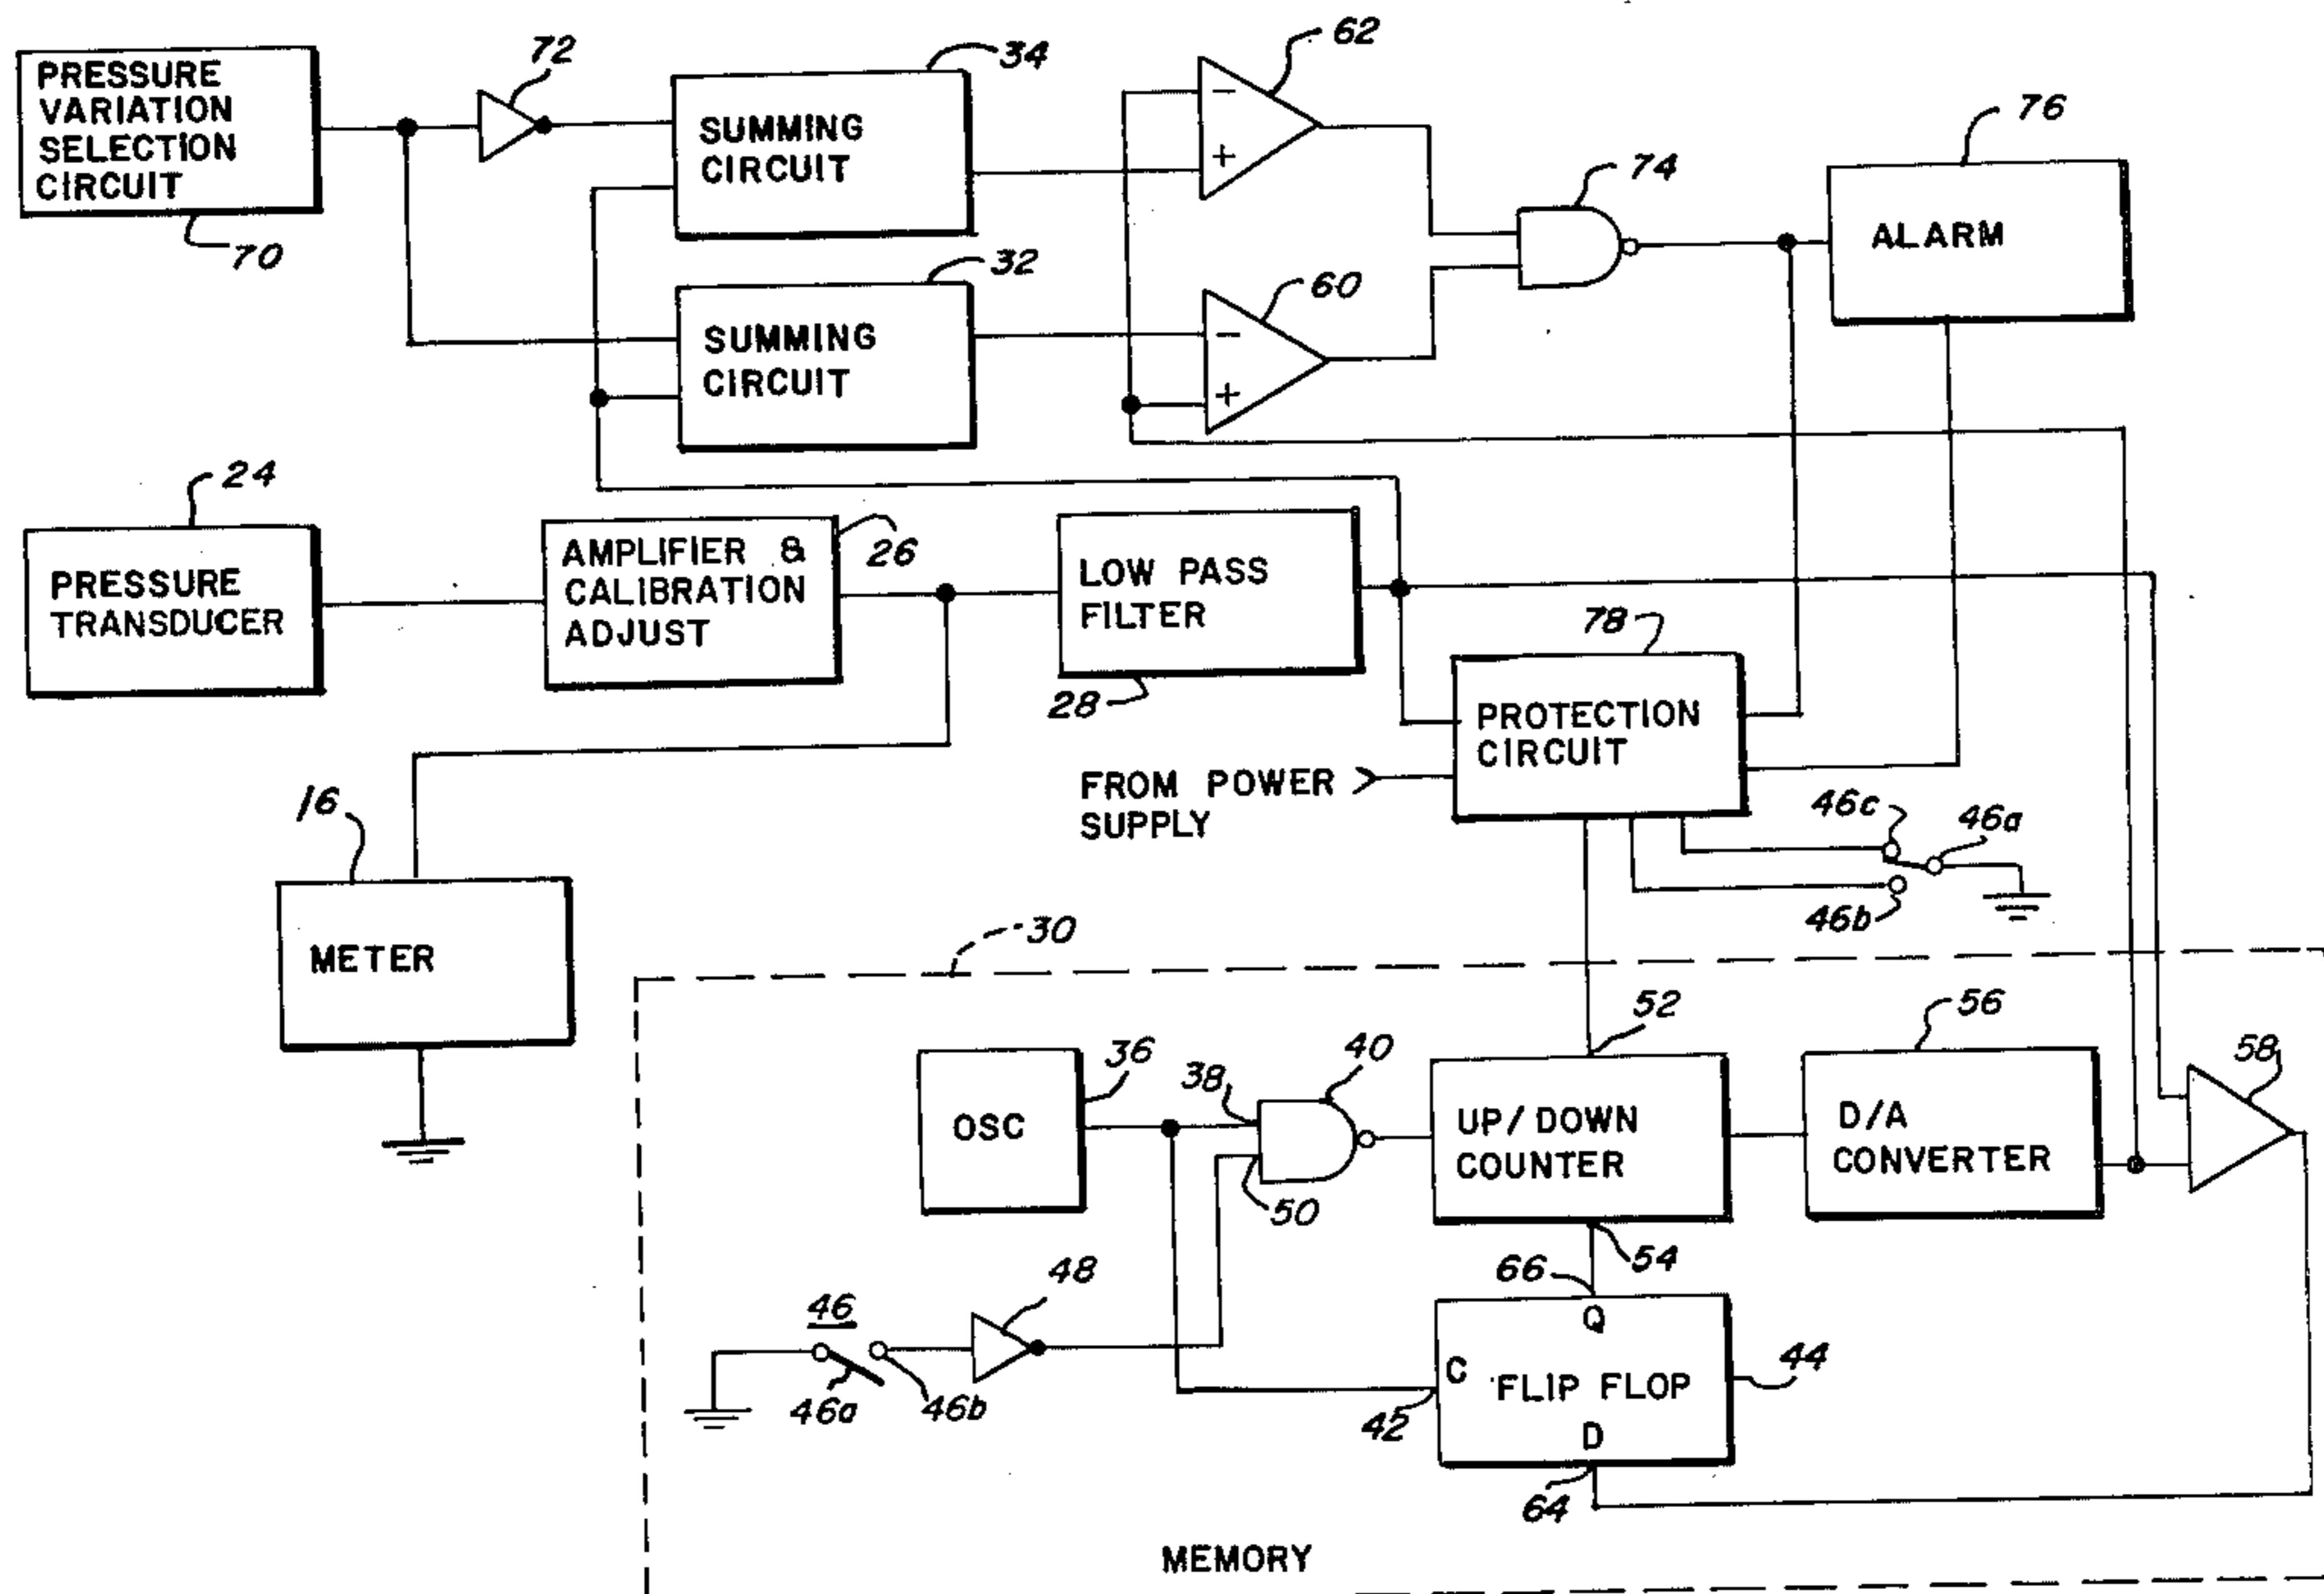 PRESSURE
VARIATION
SELECTION
CIRCUIT
70
72
34
SUMMING
CIRCUIT
32
SUMMING
CIRCUIT
62
−
+
60
−
+
74
76
ALARM
24
PRESSURE
TRANSDUCER
AMPLIFIER &
CALIBRATION
ADJUST
26
LOW PASS
FILTER
28
78
PROTECTION
CIRCUIT
FROM POWER
SUPPLY
46c
46a
46b
16
METER
30
36
OSC
38
40
50
52
UP/DOWN
COUNTER
54
56
D/A
CONVERTER
58
46
46a
46b
48
66
Q
C
FLIP FLOP
D
44
42
64
MEMORY